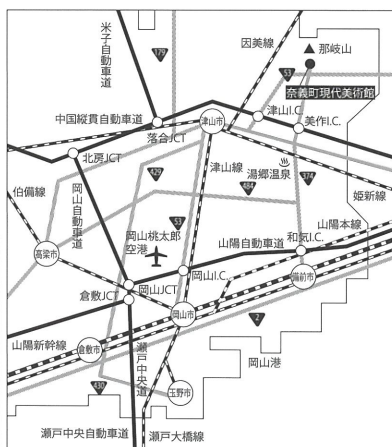 米子自動車道
179
因美線
那岐山
53
奈義町現代美術館
中国縦貫自動車道
津山市
津山I.C.
美作I.C.
落合JCT
北房JCT
429
津山線
湯郷温泉
484
374
姫新線
伯備線
岡山自動車道
53
山陽本線
岡山桃太郎
空港
山陽自動車道
和気I.C.
高梁市
岡山I.C.
備前市
倉敷JCT
岡山JCT
岡山市
2
山陽新幹線
倉敷市
瀬戸中央道
岡山港
430
玉野市
瀬戸中央自動車道
瀬戸大橋線